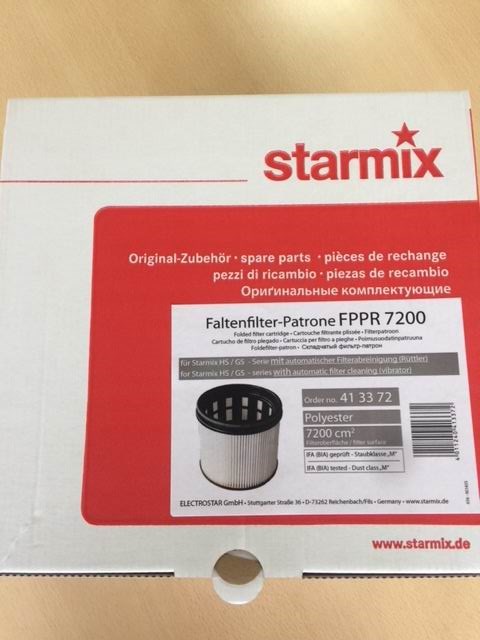 starmix
Original-Zubehör · spare parts · pièces de rechange
pezzi di ricambio · piezas de recambio
Оригинальные комплектующие
Faltenfilter-Patrone FPPR 7200
Folded filter cartridge - Cartouche filtrante plissée - Filterpatroon
Cartucho de filtro plegado - Cartuccia per filtro a pieghe - Poimusuodatinpatruuna
Foldefilter-patron - Складчатый фильтр-патрон
für Starmix HS / GS - Serie mit automatischer Filterabreinigung (Rüttler)
for Starmix HS / GS - series with automatic filter cleaning (vibrator)
Order no. 41 33 72
Polyester
7200 cm²
Filteroberfläche / filter surface
IFA (BIA) geprüft - Staubklasse „M"
IFA (BIA) tested - Dust class „M"
4 011240 413372
ELECTROSTAR GmbH • Stuttgarter Straße 36 • D-73262 Reichenbach/Fils • Germany • www.starmix.de
www.starmix.de